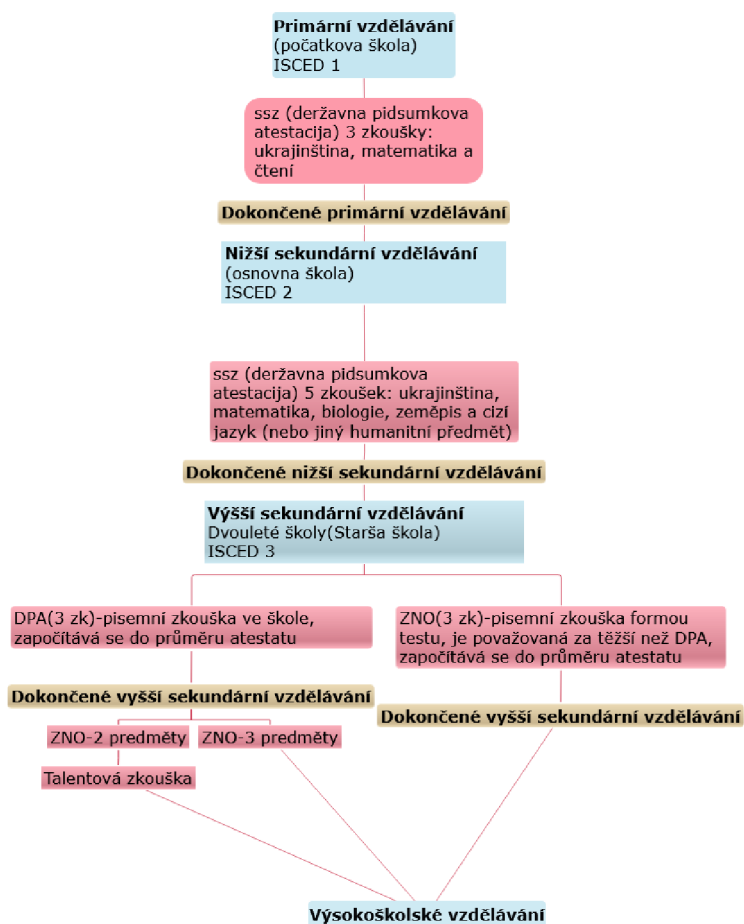 Primární vzdělávání
(počatkova škola)
ISCED 1
ssz (deržavna pidsumkova
atestacija) 3 zkoušky:
ukrajinština, matematika a
čtení
Dokončené primární vzdělávání
Nižší sekundární vzdělávání
(osnovna škola)
ISCED 2
ssz (deržavna pidsumkova
atestacija) 5 zkoušek: ukrajinština,
matematika, biologie, zeměpis a cizí
jazyk (nebo jiný humanitní předmět)
Dokončené nižší sekundární vzdělávání
Výšší sekundární vzdělávání
Dvouleté školy(Starša škola)
ISCED 3
DPA(3 zk)-pisemní zkouška ve škole,
započítává se do průměru atestatu
ZNO(3 zk)-pisemní zkouška formou
testu, je považovaná za těžší než DPA,
započítává se do průměru atestatu
Dokončené vyšší sekundární vzdělávání
Dokončené vyšší sekundární vzdělávání
ZNO-2 predměty
ZNO-3 predměty
Talentová zkouška
Výsokoškolské vzdělávání